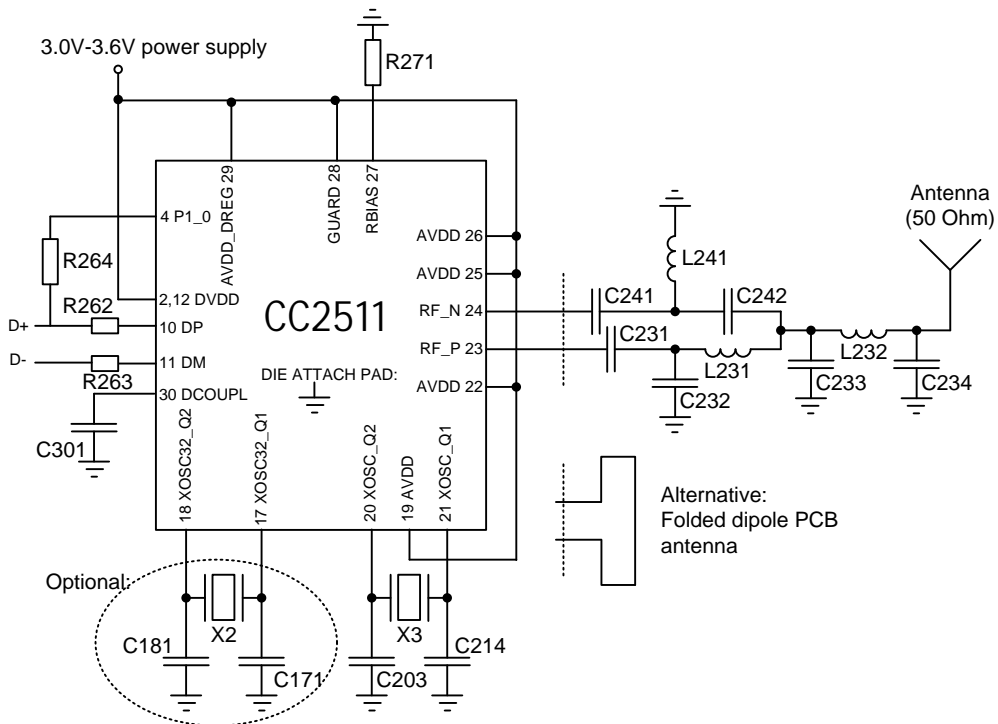 3.0V-3.6V power supply
R271
AVDD_DREG 29
GUARD 28
RBIAS 27
4 P1_0
R264
R262
2,12 DVDD
D+
10 DP
D-
11 DM
R263
30 DCOUPL
C301
CC2511
DIE ATTACH PAD:
AVDD 26
AVDD 25
RF_N 24
RF_P 23
AVDD 22
18 XOSC32_Q2
17 XOSC32_Q1
20 XOSC_Q2
19 AVDD
21 XOSC_Q1
Antenna
(50 Ohm)
L241
C241
C242
C231
L231
C232
C233
L232
C234
Alternative:
Folded dipole PCB
antenna
Optional:
X2
C181
C171
X3
C203
C214